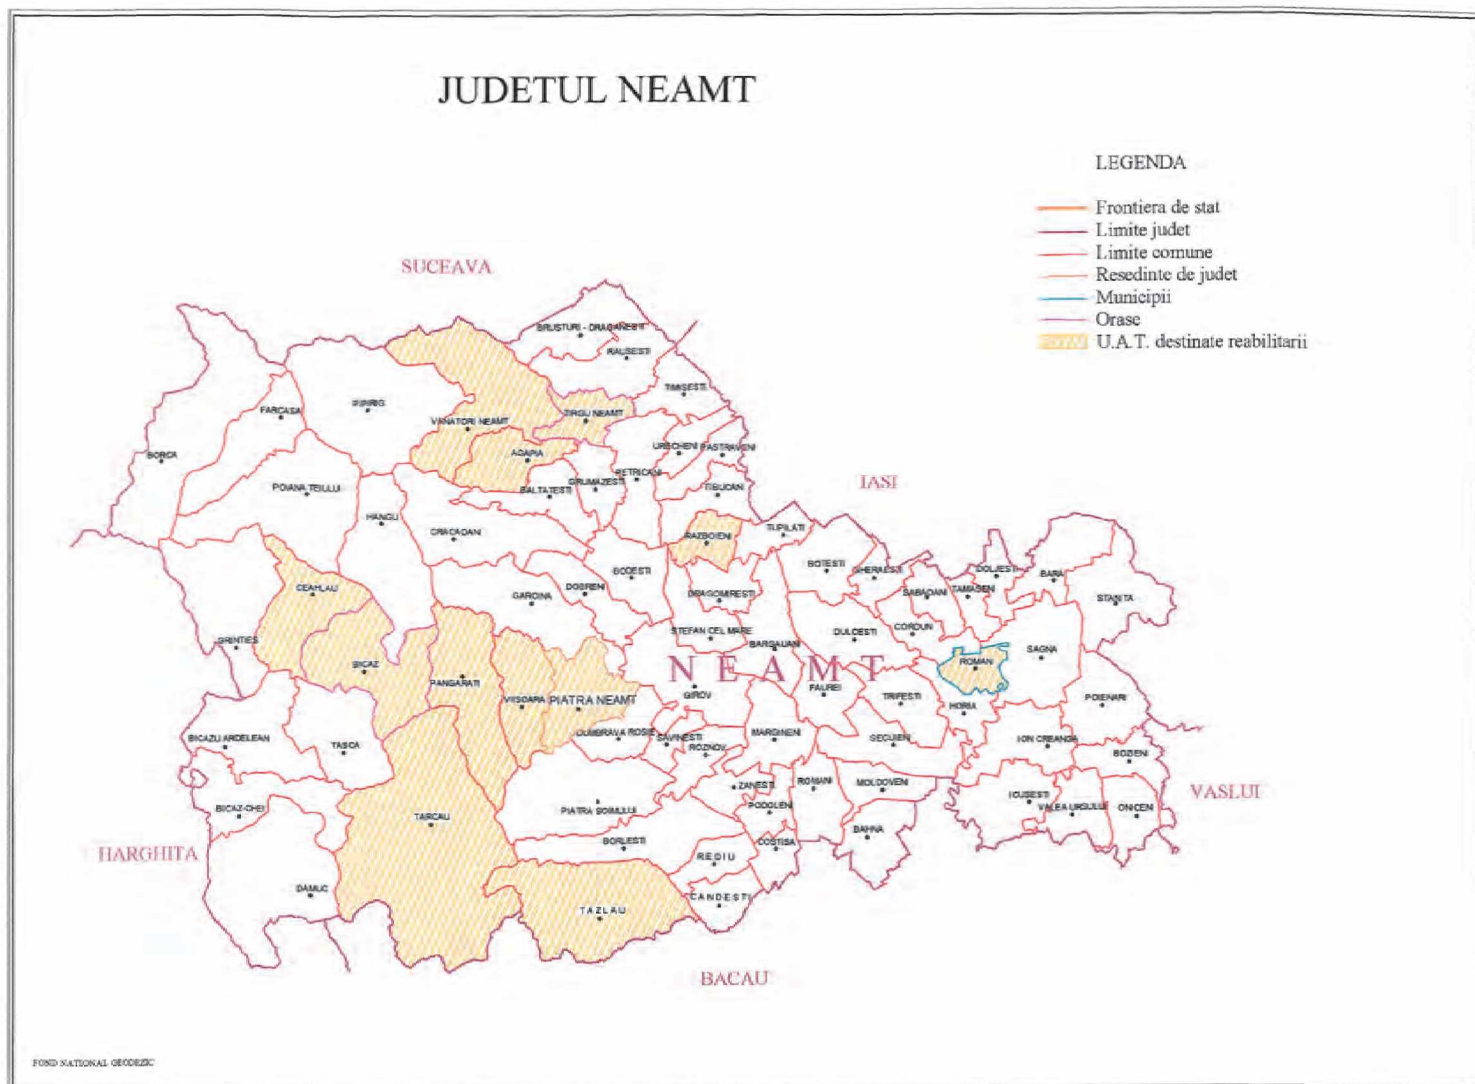 JUDETUL NEAMT
LEGENDA
Frontiera de stat
Limite judet
Limite comune
Resedinte de judet
Municipii
Orase
U.A.T. destinate reabilitarii
SUCEAVA
BRUSTURI - DRAGANESTI
RAUSESTI
TIMISESTI
PIPIRIG
FARCASA
VANATORI NEAMT
TIRGU NEAMT
BORCA
AGAPIA
URECHENI
PASTRAVENI
PETRICANI
GRUMAZESTI
BALTATESTI
POIANA TEIULUI
TIBUCANI
IASI
HANGU
CRACAOANI
RAZBOIENI
TUPILATI
BODESTI
BOTESTI
GHERAESTI
DOLJESTI
BARA
CEAHLAU
DOBRENI
GARCINA
DRAGOMIRESTI
SABAOANI
TAMASENI
STANITA
STEFAN CEL MARE
BARGAUANI
DULCESTI
CORDUN
GRINTIES
BICAZ
SAGNA
ROMAN
NEAMT
PANGARATI
VIISOARA
PIATRA NEAMT
GIROV
FAUREI
TRIFESTI
HORIA
POIENARI
BICAZU ARDELEAN
TASCA
DUMBRAVA ROSIE
SAVINESTI
ROZNOV
MARGINENI
SECUIENI
ION CREANGA
BOZIENI
BICAZ-CHEI
TARCAU
PIATRA SOIMULUI
ZANESTI
ROMANI
MOLDOVENI
PODOLENI
ICUSESTI
VALEA URSULUI
ONICENI
VASLUI
HARGHITA
BORLESTI
COSTISA
BAHNA
REDIU
DAMUC
CANDESTI
TAZLAU
BACAU
FOND NATIONAL GEODEZIC